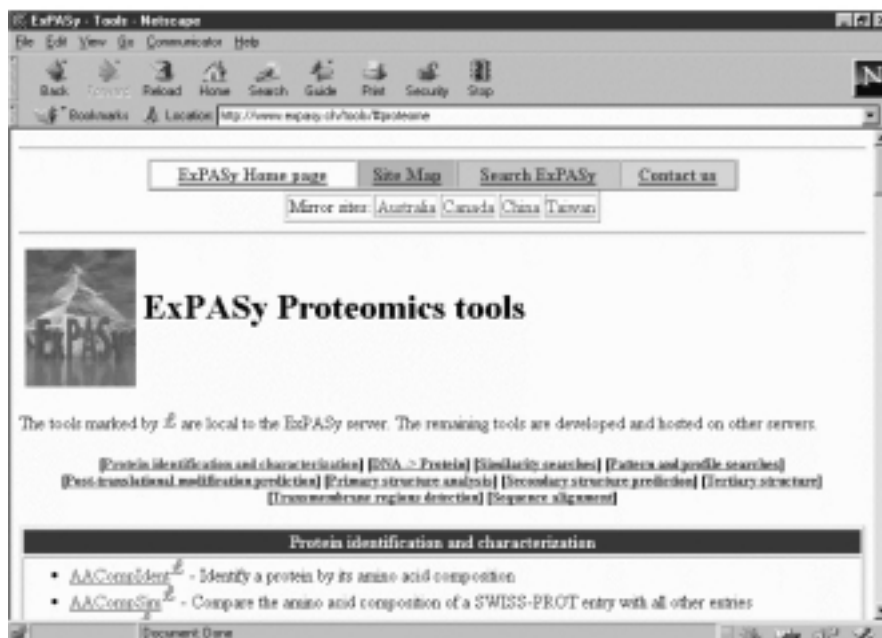 ExPASy - Tools - Netscape
File Edit View Go Communicator Help
Back Forward Reload Home Search Guide Print Security Stop
N
Bookmarks Location: http://www.expasy.ch/tools/#proteome
ExPASy Home page Site Map Search ExPASy Contact us
Mirror sites: Australia Canada China Taiwan
ExPASy
ExPASy Proteomics tools
The tools marked by are local to the ExPASy server. The remaining tools are developed and hosted on other servers.
[Protein identification and characterization] [DNA -> Protein] [Similarity searches] [Pattern and profile searches]
[Post-translational modification prediction] [Primary structure analysis] [Secondary structure prediction] [Tertiary structure]
[Transmembrane regions detection] [Sequence alignment]
Protein identification and characterization
• AACompIdent - Identify a protein by its amino acid composition
• AACompSim - Compare the amino acid composition of a SWISS-PROT entry with all other entries
Document Done